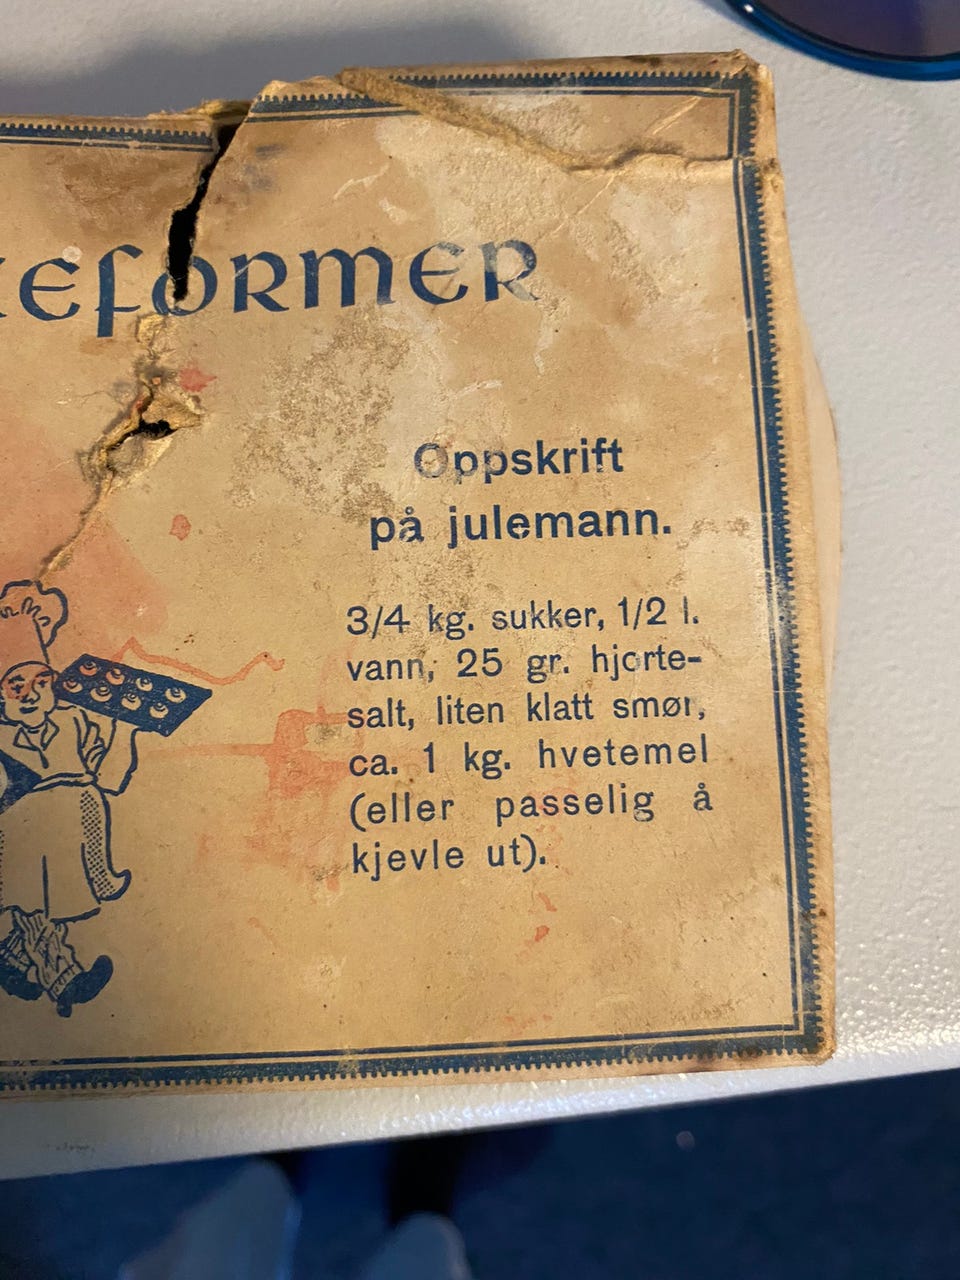 KEFORMER
Oppskrift
på julemann.
3/4 kg. sukker, 1/2 l.
vann, 25 gr. hjorte-
salt, liten klatt smør,
ca. 1 kg. hvetemel
(eller passelig å
kjevle ut).